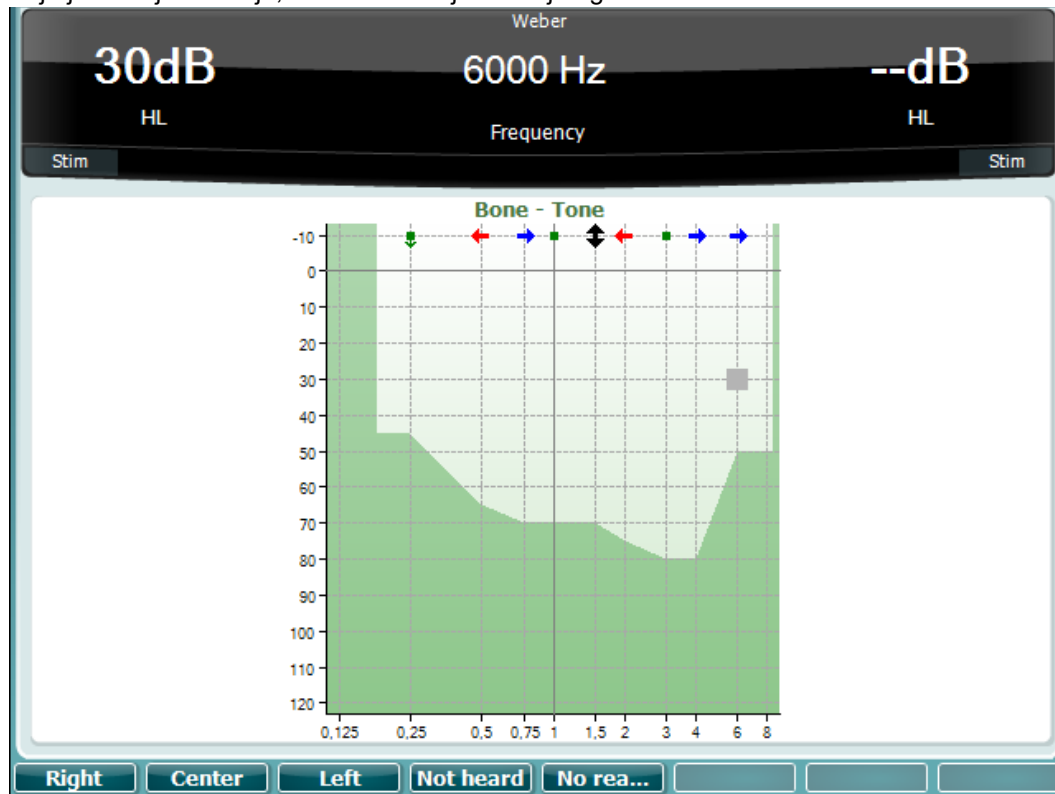 Weber
30dB 6000 Hz --dB
HL Frequency HL
Stim Stim
Bone - Tone
-10
0
10
20
30
40
50
60
70
80
90
100
110
120
0,125 0,25 0,5 0,75 1 1,5 2 3 4 6 8
Right Center Left Not heard No rea...